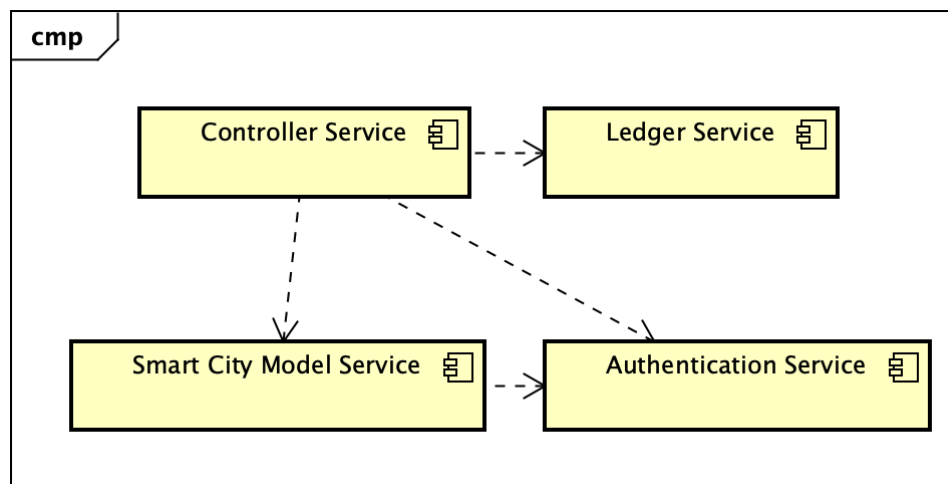 cmp
Controller Service
Ledger Service
Smart City Model Service
Authentication Service